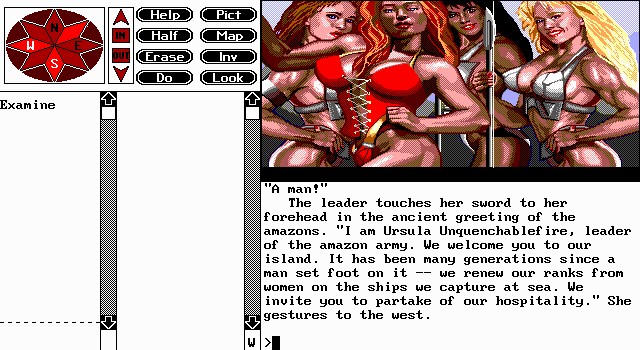 N
W
E
S
IN
OUT
Help
Pict
Half
Map
Erase
Inv
Do
Look
Examine
"A man!"
The leader touches her sword to her
forehead in the ancient greeting of the
amazons. "I am Ursula Unquenchablefire, leader
of the amazon army. We welcome you to our
island. It has been many generations since a
man set foot on it -- we renew our ranks from
women on the ships we capture at sea. We
invite you to partake of our hospitality." She
gestures to the west.
W
>